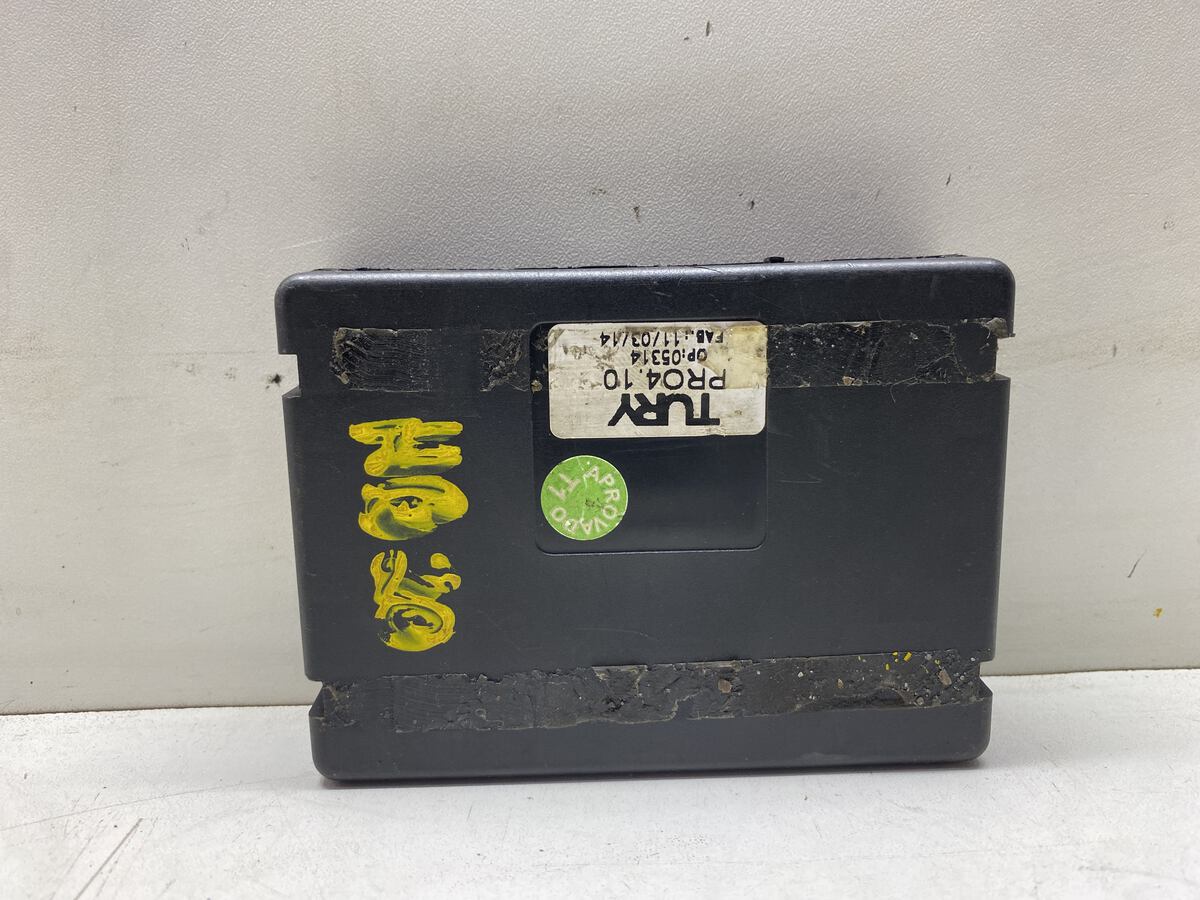 TURY
PRO4.10
OP:05314
FAB.:11/03/14
APROVADO
T1